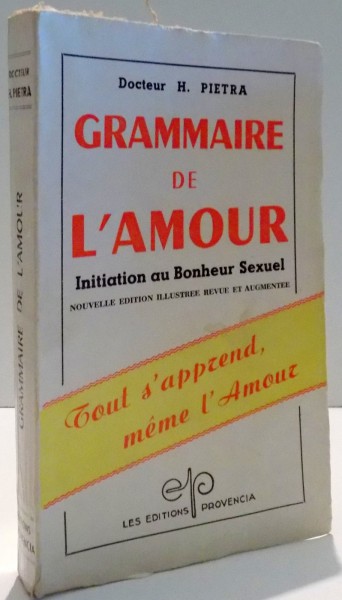 Docteur H. PIETRA
GRAMMAIRE
DE
L'AMOUR
Initiation au Bonheur Sexuel
NOUVELLE EDITION ILLUSTREE REVUE ET AUGMENTEE
Tout s'apprend,
même l'Amour
ep
LES EDITIONS PROVENCIA
DOCTEUR
H. PIETRA
GRAMMAIRE DE L'AMOUR